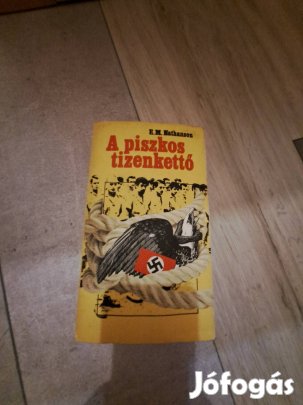 E. M. Nathanson
A piszkos
tizenkettő
Jófogás